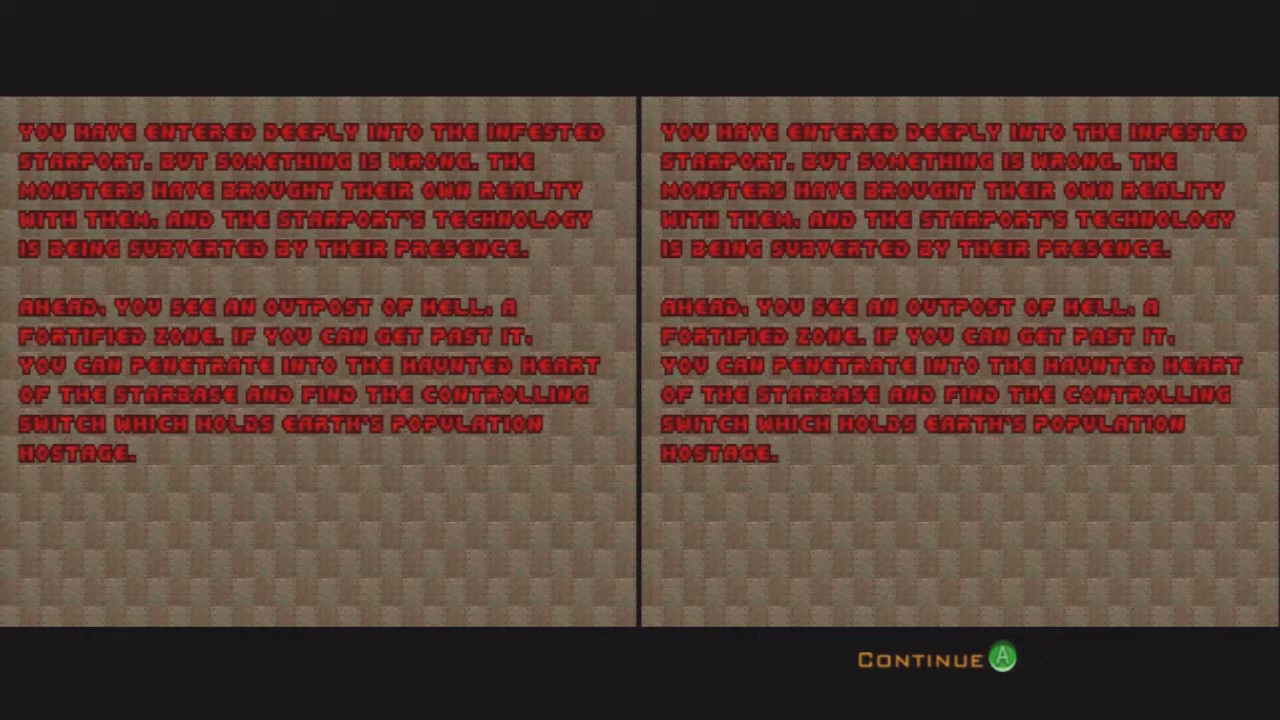 YOU HAVE ENTERED DEEPLY INTO THE INFESTED
STARPORT. BUT SOMETHING IS WRONG. THE
MONSTERS HAVE BROUGHT THEIR OWN REALITY
WITH THEM, AND THE STARPORT'S TECHNOLOGY
IS BEING SUBVERTED BY THEIR PRESENCE.
AHEAD, YOU SEE AN OUTPOST OF HELL, A
FORTIFIED ZONE. IF YOU CAN GET PAST IT,
YOU CAN PENETRATE INTO THE HAUNTED HEART
OF THE STARBASE AND FIND THE CONTROLLING
SWITCH WHICH HOLDS EARTH'S POPULATION
HOSTAGE.
YOU HAVE ENTERED DEEPLY INTO THE INFESTED
STARPORT. BUT SOMETHING IS WRONG. THE
MONSTERS HAVE BROUGHT THEIR OWN REALITY
WITH THEM, AND THE STARPORT'S TECHNOLOGY
IS BEING SUBVERTED BY THEIR PRESENCE.
AHEAD, YOU SEE AN OUTPOST OF HELL, A
FORTIFIED ZONE. IF YOU CAN GET PAST IT,
YOU CAN PENETRATE INTO THE HAUNTED HEART
OF THE STARBASE AND FIND THE CONTROLLING
SWITCH WHICH HOLDS EARTH'S POPULATION
HOSTAGE.
CONTINUE A